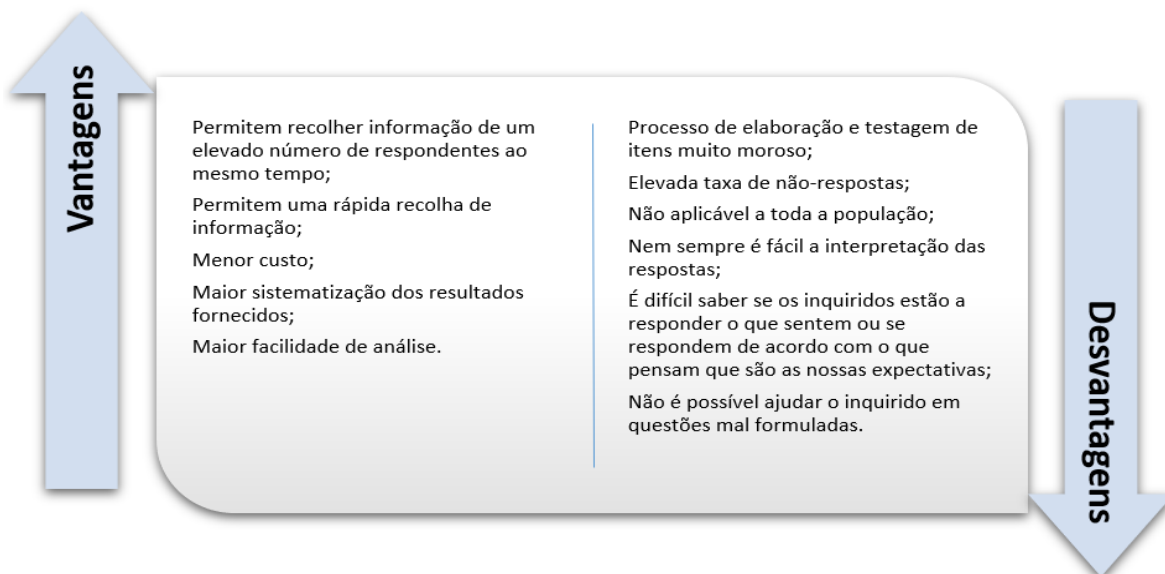 Vantagens
Permitem recolher informação de um
elevado número de respondentes ao
mesmo tempo;
Permitem uma rápida recolha de
informação;
Menor custo;
Maior sistematização dos resultados
fornecidos;
Maior facilidade de análise.
Processo de elaboração e testagem de
itens muito moroso;
Elevada taxa de não-respostas;
Não aplicável a toda a população;
Nem sempre é fácil a interpretação das
respostas;
É difícil saber se os inquiridos estão a
responder o que sentem ou se
respondem de acordo com o que
pensam que são as nossas expectativas;
Não é possível ajudar o inquirido em
questões mal formuladas.
Desvantagens